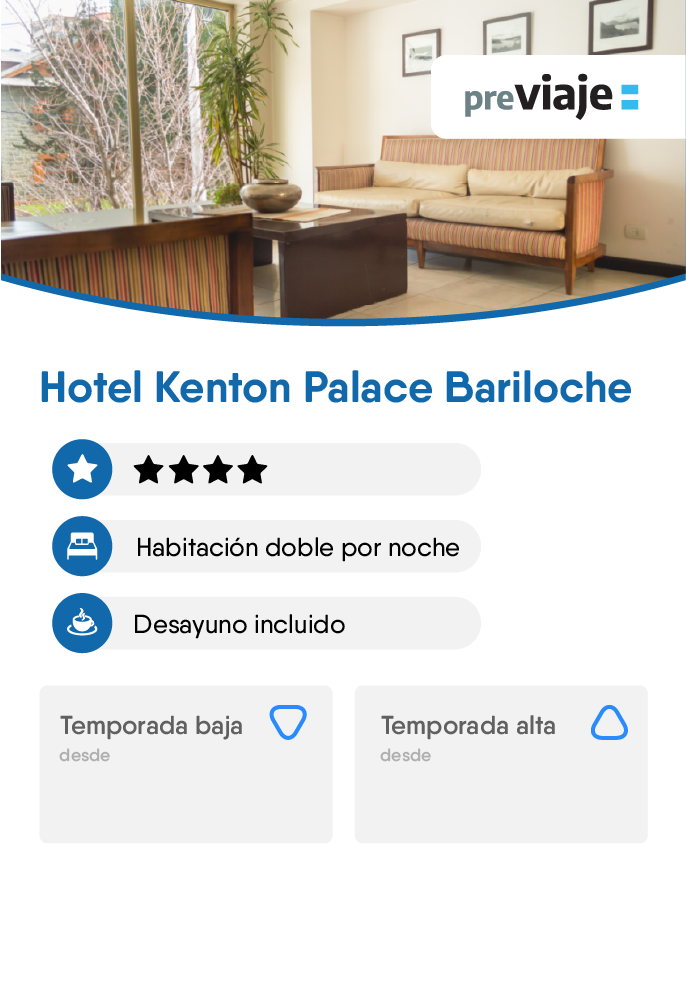 previaje
Hotel Kenton Palace Bariloche
Habitación doble por noche
Desayuno incluido
Temporada baja
desde
Temporada alta
desde